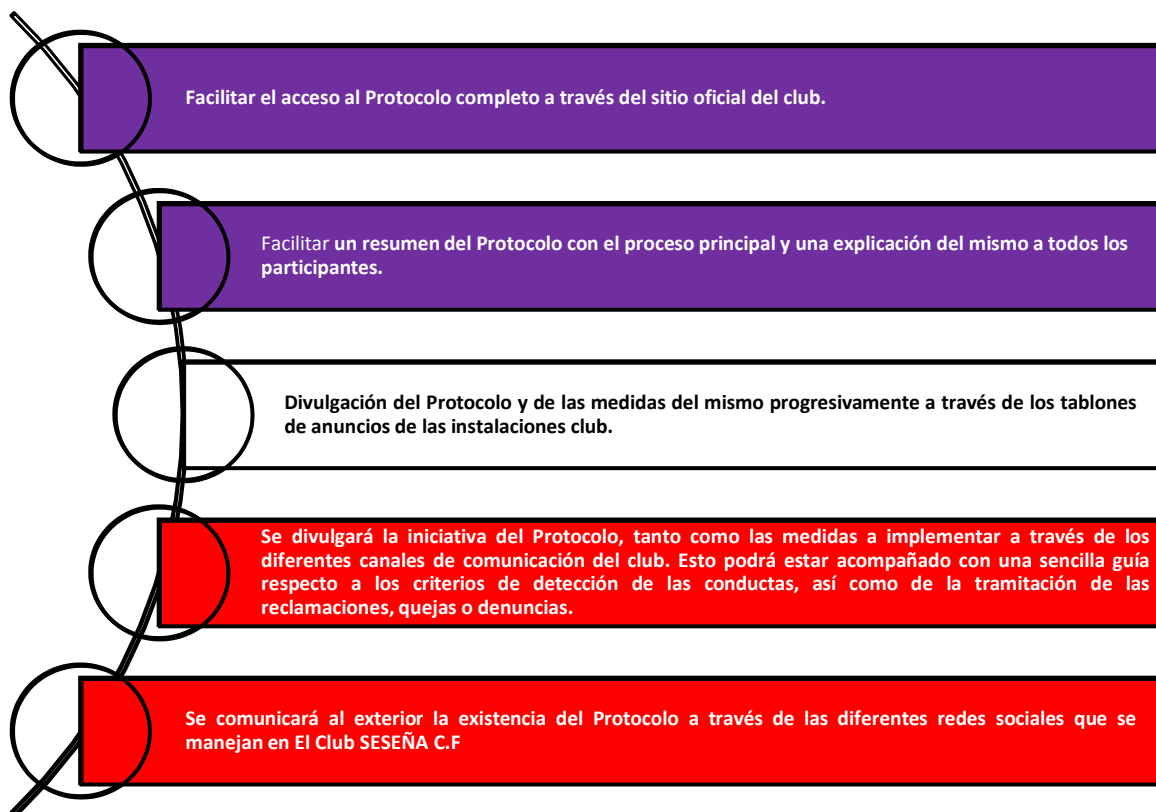 Facilitar el acceso al Protocolo completo a través del sitio oficial del club.
Facilitar un resumen del Protocolo con el proceso principal y una explicación del mismo a todos los
participantes.
Divulgación del Protocolo y de las medidas del mismo progresivamente a través de los tablones
de anuncios de las instalaciones club.
Se divulgará la iniciativa del Protocolo, tanto como las medidas a implementar a través de los
diferentes canales de comunicación del club. Esto podrá estar acompañado con una sencilla guía
respecto a los criterios de detección de las conductas, así como de la tramitación de las
reclamaciones, quejas o denuncias.
Se comunicará al exterior la existencia del Protocolo a través de las diferentes redes sociales que se
manejan en El Club SESEÑA C.F